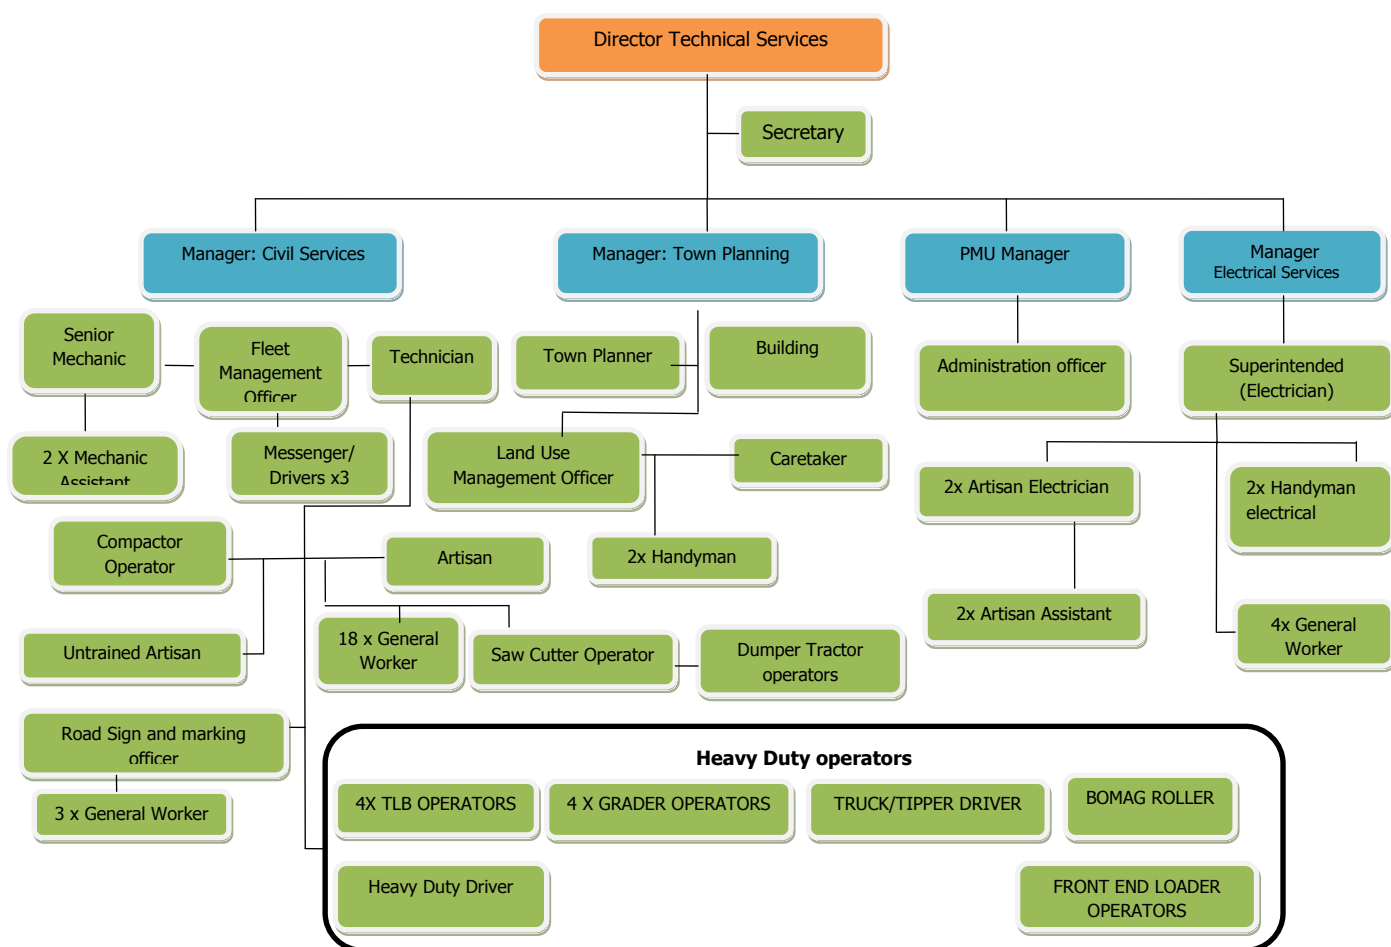 Director Technical Services
Secretary
Manager: Civil Services
Manager: Town Planning
PMU Manager
Manager
Electrical Services
Senior
Mechanic
Fleet
Management
Officer
Technician
Town Planner
Building
Administration officer
Superintended
(Electrician)
2 X Mechanic
Assistant
Messenger/
Drivers x3
Land Use
Management Officer
Caretaker
2x Artisan Electrician
2x Handyman
electrical
Compactor
Operator
Artisan
2x Handyman
2x Artisan Assistant
Untrained Artisan
18 x General
Worker
Saw Cutter Operator
Dumper Tractor
operators
4x General
Worker
Road Sign and marking
officer
3 x General Worker
Heavy Duty operators
4X TLB OPERATORS
4 X GRADER OPERATORS
TRUCK/TIPPER DRIVER
BOMAG ROLLER
Heavy Duty Driver
FRONT END LOADER
OPERATORS